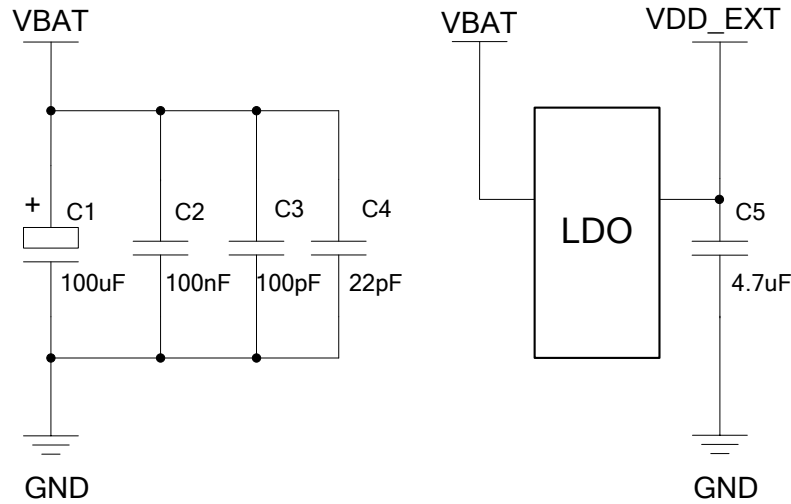 VBAT
+
C1
100uF
C2
100nF
C3
100pF
C4
22pF
GND
VBAT
VDD_EXT
LDO
C5
4.7uF
GND